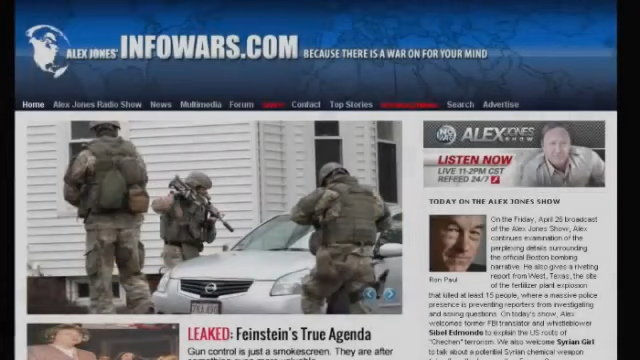 ALEX JONES' INFOWARS.COM BECAUSE THERE IS A WAR ON FOR YOUR MIND
Home Alex Jones Radio Show News Multimedia Forum Contact Top Stories Search Advertise
ALEX JONES SHOW
LISTEN NOW
LIVE 11-2PM CST
REFEED 24/7
TODAY ON THE ALEX JONES SHOW
On the Friday, April 26 broadcast
of the Alex Jones Show, Alex
continues examination of the
perplexing details surrounding
the official Boston bombing
narrative. He also gives a riveting
report from West, Texas, the site
of the fertilizer plant explosion
Ron Paul
that killed at least 15 people, where a massive police
presence is preventing reporters from investigating
and asking questions. On today's show, Alex
welcomes former FBI translator and whistleblower
Sibel Edmonds to explain the US roots of
"Chechen" terrorism. We also welcome Syrian Girl
to talk about a potential Syrian chemical weapon
LEAKED: Feinstein's True Agenda
Gun control is just a smokescreen. They are after